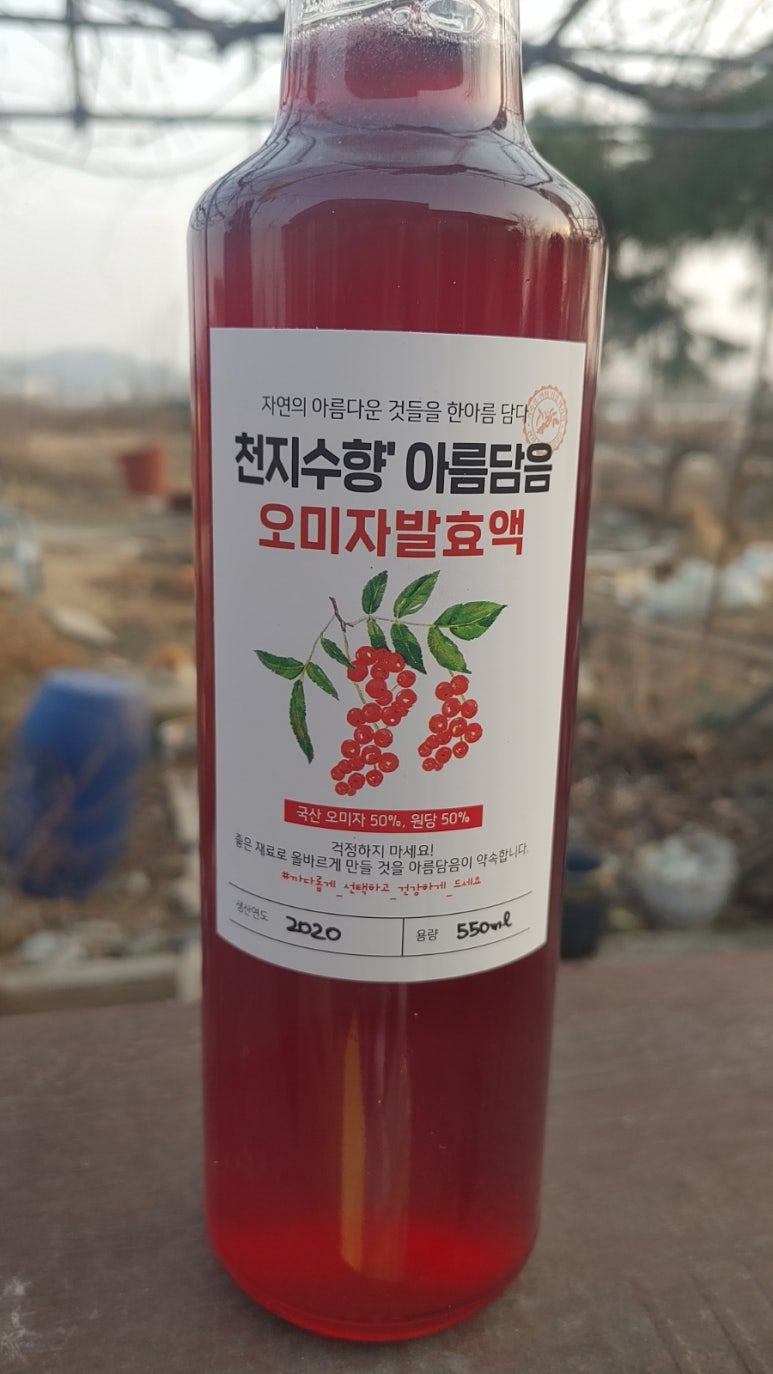 자연의 아름다운 것들을 한아름 담다
천지수향' 아름담음
오미자발효액
국산 오미자 50%, 원당 50%
걱정하지 마세요!
좋은 재료로 올바르게 만들 것을 아름담음이 약속합니다.
#까다롭게_선택하고_건강하게_드세요
생산연도 2020 용량 550ml